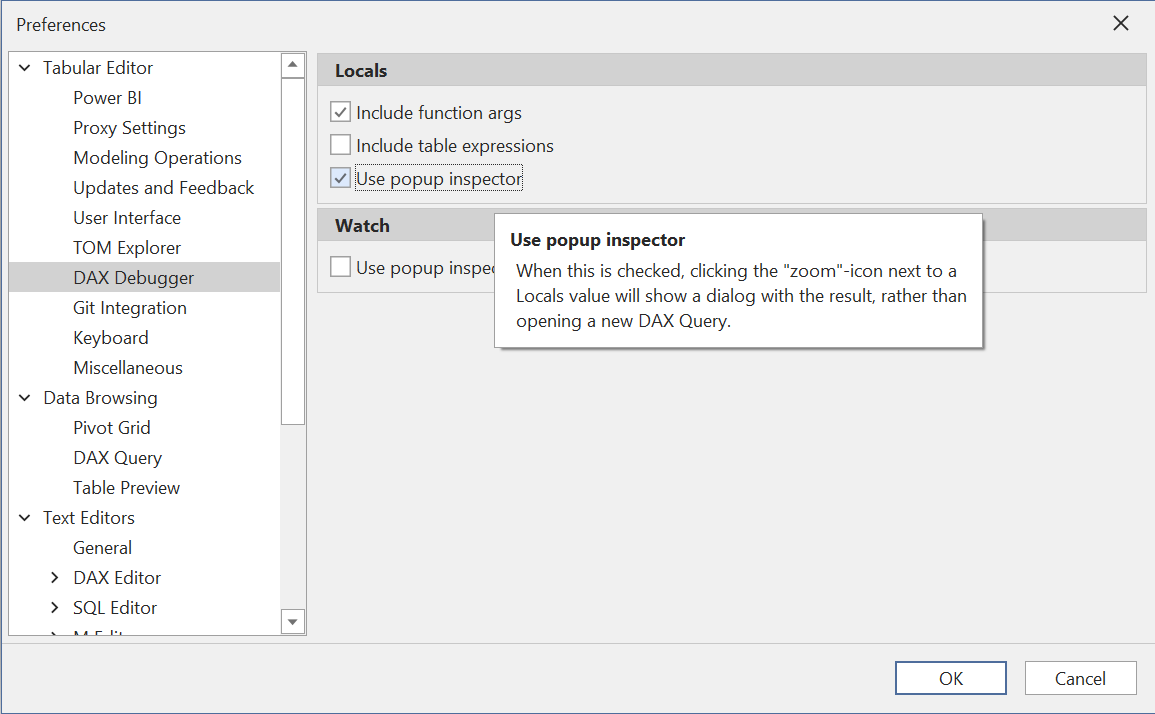 Preferences
Tabular Editor
Power BI
Proxy Settings
Modeling Operations
Updates and Feedback
User Interface
TOM Explorer
DAX Debugger
Git Integration
Keyboard
Miscellaneous
Data Browsing
Pivot Grid
DAX Query
Table Preview
Text Editors
General
DAX Editor
SQL Editor
Locals
Include function args
Include table expressions
Use popup inspector
Watch
Use popup inspec
Use popup inspector
When this is checked, clicking the "zoom"-icon next to a
Locals value will show a dialog with the result, rather than
opening a new DAX Query.
OK
Cancel